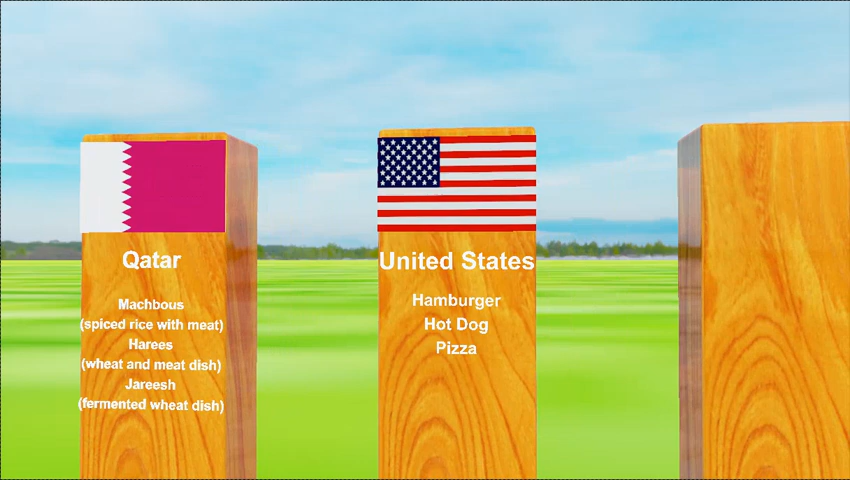 Qatar
Machbous
(spiced rice with meat)
Harees
(wheat and meat dish)
Jareesh
(fermented wheat dish)
United States
Hamburger
Hot Dog
Pizza